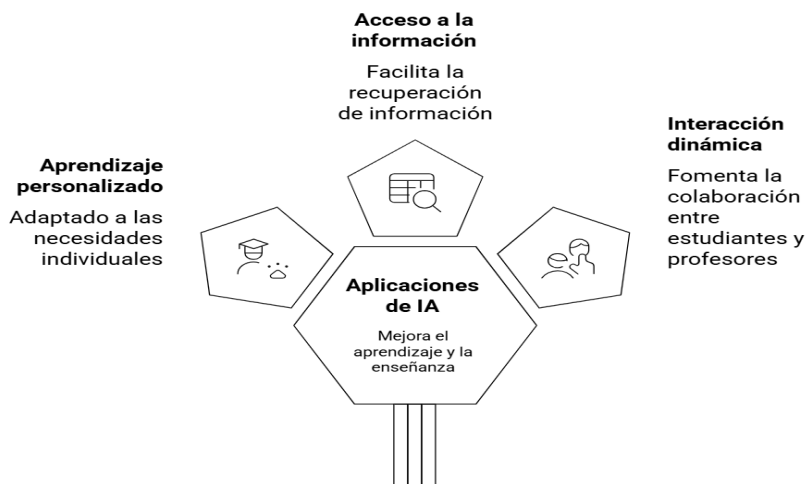 Acceso a la
información
Facilita la
recuperación
de información
Aprendizaje
personalizado
Adaptado a las
necesidades
individuales
Interacción
dinámica
Fomenta la
colaboración
entre
estudiantes y
profesores
Aplicaciones
de IA
Mejora el
aprendizaje y la
enseñanza